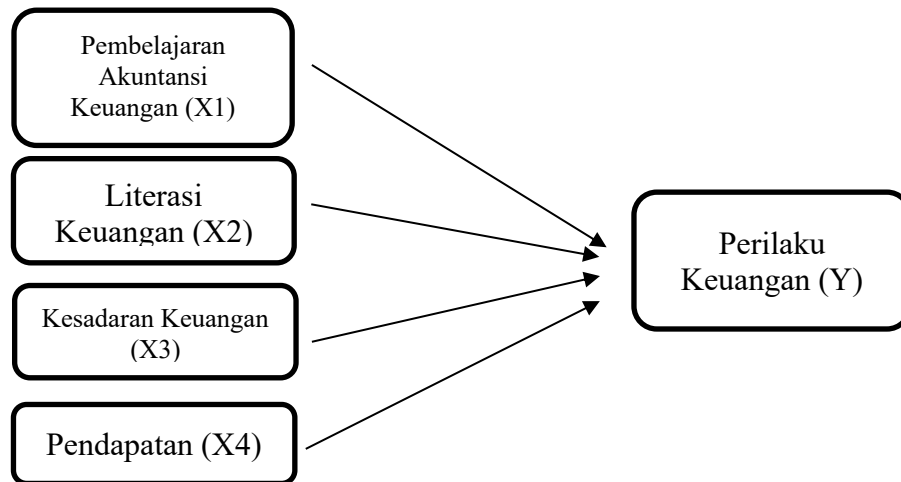 Pembelajaran
Akuntansi
Keuangan (X1)
Literasi
Keuangan (X2)
Kesadaran Keuangan
(X3)
Pendapatan (X4)
Perilaku
Keuangan (Y)